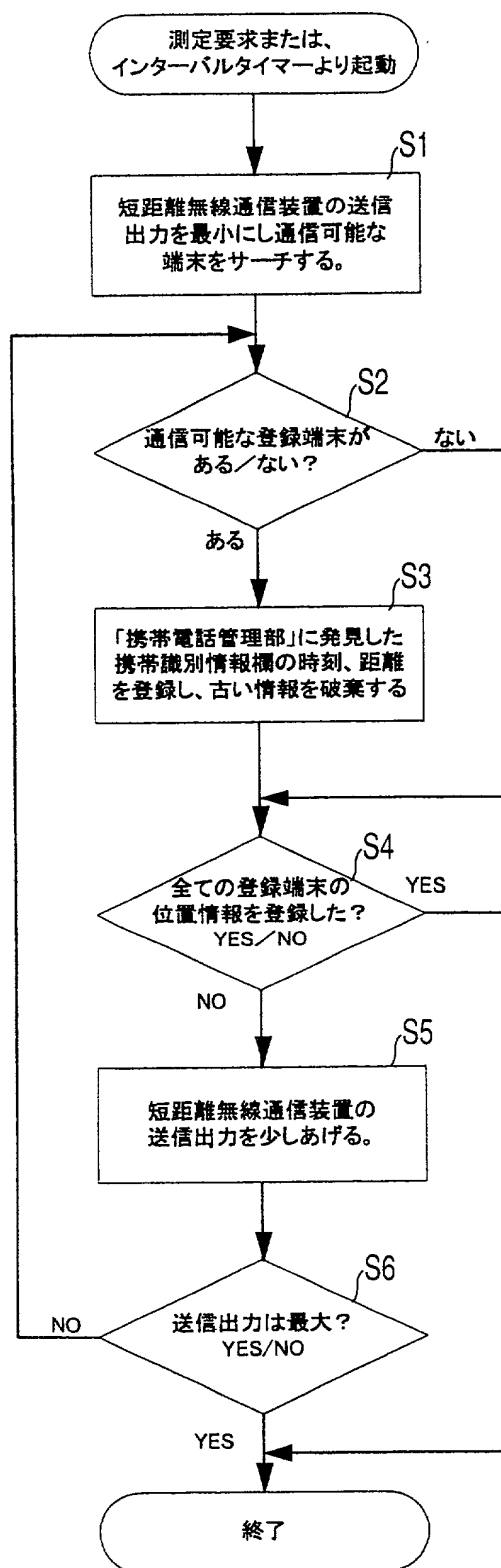 測定要求または、
インターバルタイマーより起動
S1
短距離無線通信装置の送信
出力を最小にし通信可能な
端末をサーチする。
S2
通信可能な登録端末が
ある／ない？
ない
ある
S3
「携帯電話管理部」に発見した
携帯識別情報欄の時刻、距離
を登録し、古い情報を破棄する
S4
全ての登録端末の
位置情報を登録した？
YES／NO
YES
NO
S5
短距離無線通信装置の
送信出力を少しあげる。
S6
送信出力は最大？
YES/NO
NO
YES
終了